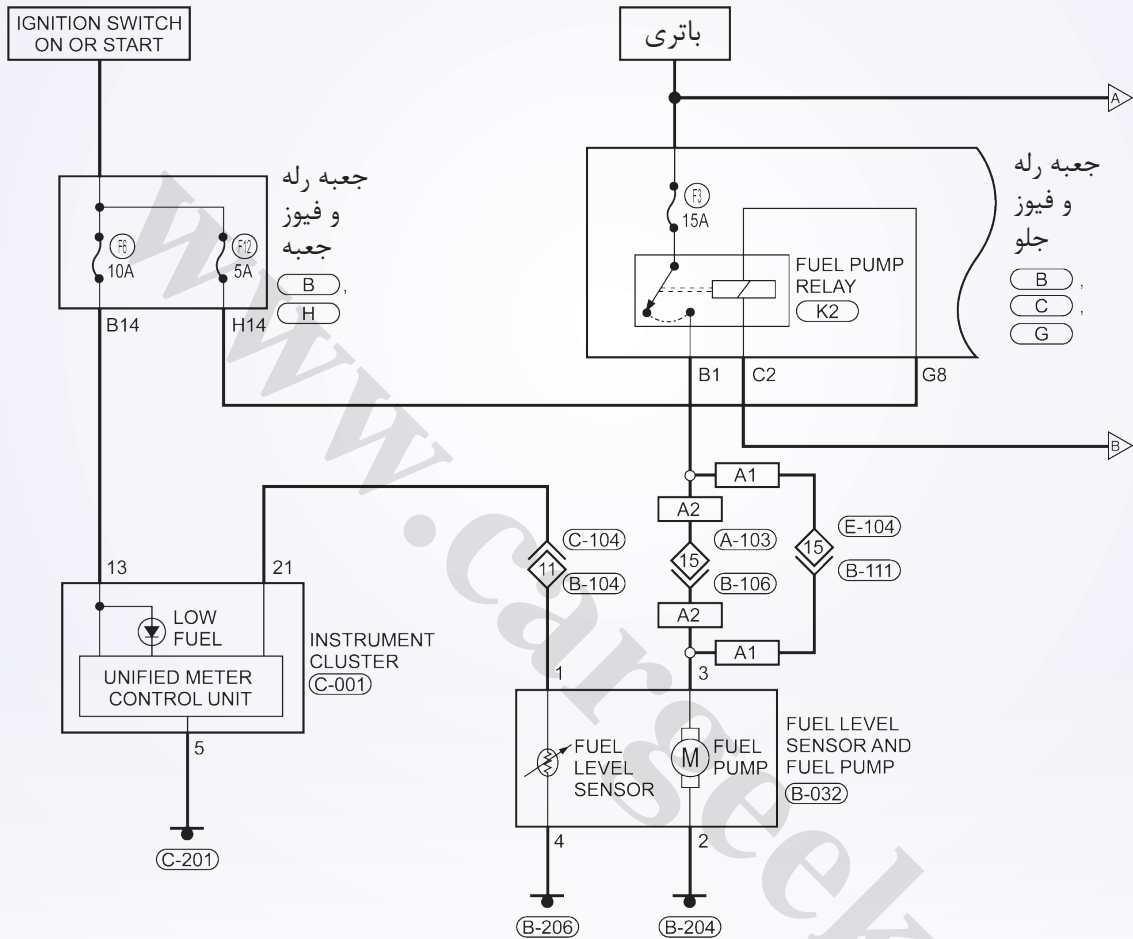 IGNITION SWITCH
ON OR START
باتری
A
جعبه رله
و فیوز
جعبه
B ,
H
F6
10A
F12
5A
B14
H14
F3
15A
FUEL PUMP
RELAY
K2
جعبه رله
و فیوز
جلو
B ,
C ,
G
B1
C2
G8
B
A1
A2
C-104
11
B-104
A-103
15
B-106
E-104
15
B-111
A2
A1
13
21
LOW
FUEL
UNIFIED METER
CONTROL UNIT
INSTRUMENT
CLUSTER
C-001
5
C-201
1
3
FUEL
LEVEL
SENSOR
M
FUEL
PUMP
FUEL LEVEL
SENSOR AND
FUEL PUMP
B-032
4
2
B-206
B-204
www.cargeek